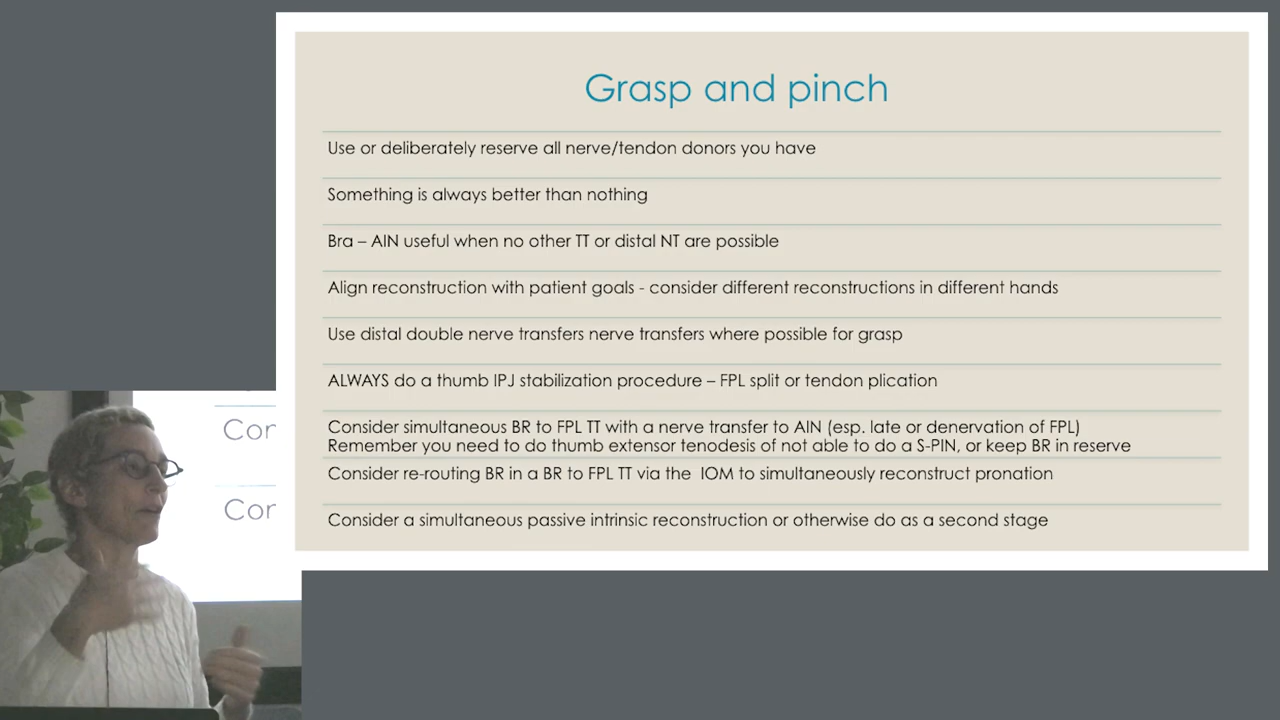 Grasp and pinch
Use or deliberately reserve all nerve/tendon donors you have
Something is always better than nothing
Bra – AIN useful when no other TT or distal NT are possible
Align reconstruction with patient goals - consider different reconstructions in different hands
Use distal double nerve transfers nerve transfers where possible for grasp
ALWAYS do a thumb IPJ stabilization procedure – FPL split or tendon plication
Consider simultaneous BR to FPL TT with a nerve transfer to AIN (esp. late or denervation of FPL)
Remember you need to do thumb extensor tenodesis of not able to do a S-PIN, or keep BR in reserve
Consider re-routing BR in a BR to FPL TT via the IOM to simultaneously reconstruct pronation
Consider a simultaneous passive intrinsic reconstruction or otherwise do as a second stage
Cor
Cor